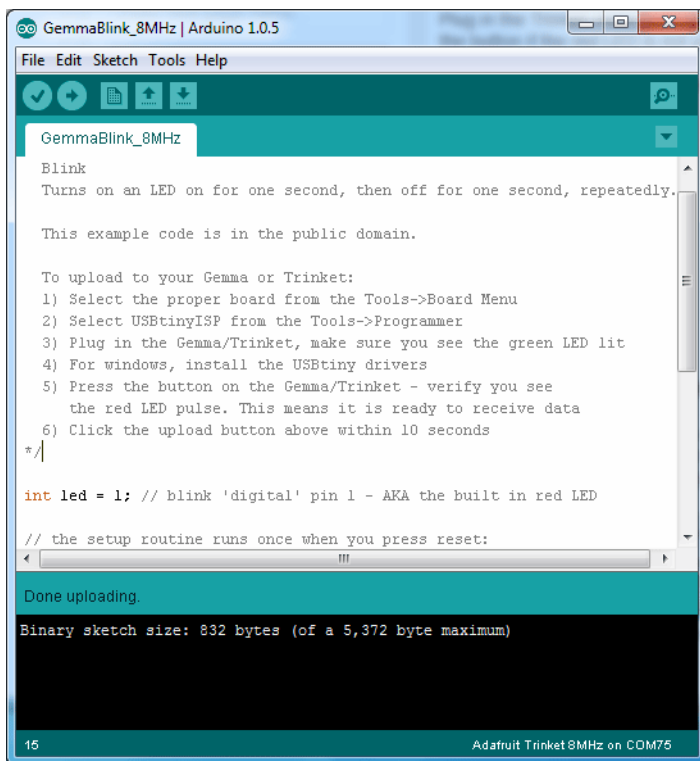 GemmaBlink_8MHz | Arduino 1.0.5
File Edit Sketch Tools Help
GemmaBlink_8MHz
Blink
Turns on an LED on for one second, then off for one second, repeatedly.
This example code is in the public domain.
To upload to your Gemma or Trinket:
1) Select the proper board from the Tools->Board Menu
2) Select USBtinyISP from the Tools->Programmer
3) Plug in the Gemma/Trinket, make sure you see the green LED lit
4) For windows, install the USBtiny drivers
5) Press the button on the Gemma/Trinket - verify you see
the red LED pulse. This means it is ready to receive data
6) Click the upload button above within 10 seconds
*/
int led = 1; // blink 'digital' pin 1 - AKA the built in red LED
// the setup routine runs once when you press reset:
Done uploading.
Binary sketch size: 832 bytes (of a 5,372 byte maximum)
15
Adafruit Trinket 8MHz on COM75